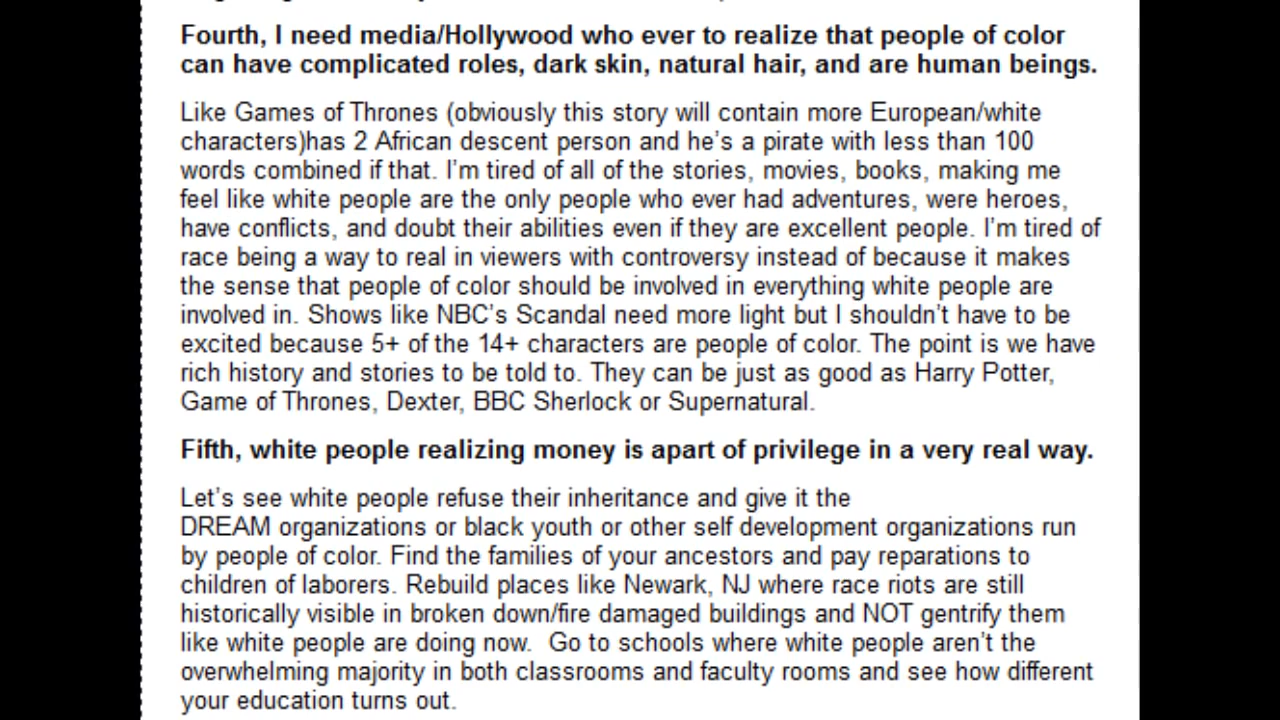 Fourth, I need media/Hollywood who ever to realize that people of color
can have complicated roles, dark skin, natural hair, and are human beings.
Like Games of Thrones (obviously this story will contain more European/white
characters)has 2 African descent person and he's a pirate with less than 100
words combined if that. I'm tired of all of the stories, movies, books, making me
feel like white people are the only people who ever had adventures, were heroes,
have conflicts, and doubt their abilities even if they are excellent people. I'm tired of
race being a way to real in viewers with controversy instead of because it makes
the sense that people of color should be involved in everything white people are
involved in. Shows like NBC's Scandal need more light but I shouldn't have to be
excited because 5+ of the 14+ characters are people of color. The point is we have
rich history and stories to be told to. They can be just as good as Harry Potter,
Game of Thrones, Dexter, BBC Sherlock or Supernatural.
Fifth, white people realizing money is apart of privilege in a very real way.
Let's see white people refuse their inheritance and give it the
DREAM organizations or black youth or other self development organizations run
by people of color. Find the families of your ancestors and pay reparations to
children of laborers. Rebuild places like Newark, NJ where race riots are still
historically visible in broken down/fire damaged buildings and NOT gentrify them
like white people are doing now.  Go to schools where white people aren't the
overwhelming majority in both classrooms and faculty rooms and see how different
your education turns out.